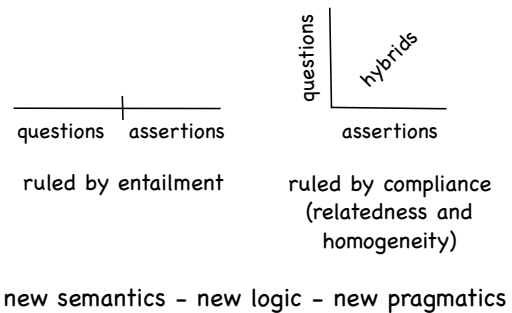 questions assertions
ruled by entailment
questions
hybrids
assertions
ruled by compliance
(relatedness and
homogeneity)
new semantics - new logic - new pragmatics